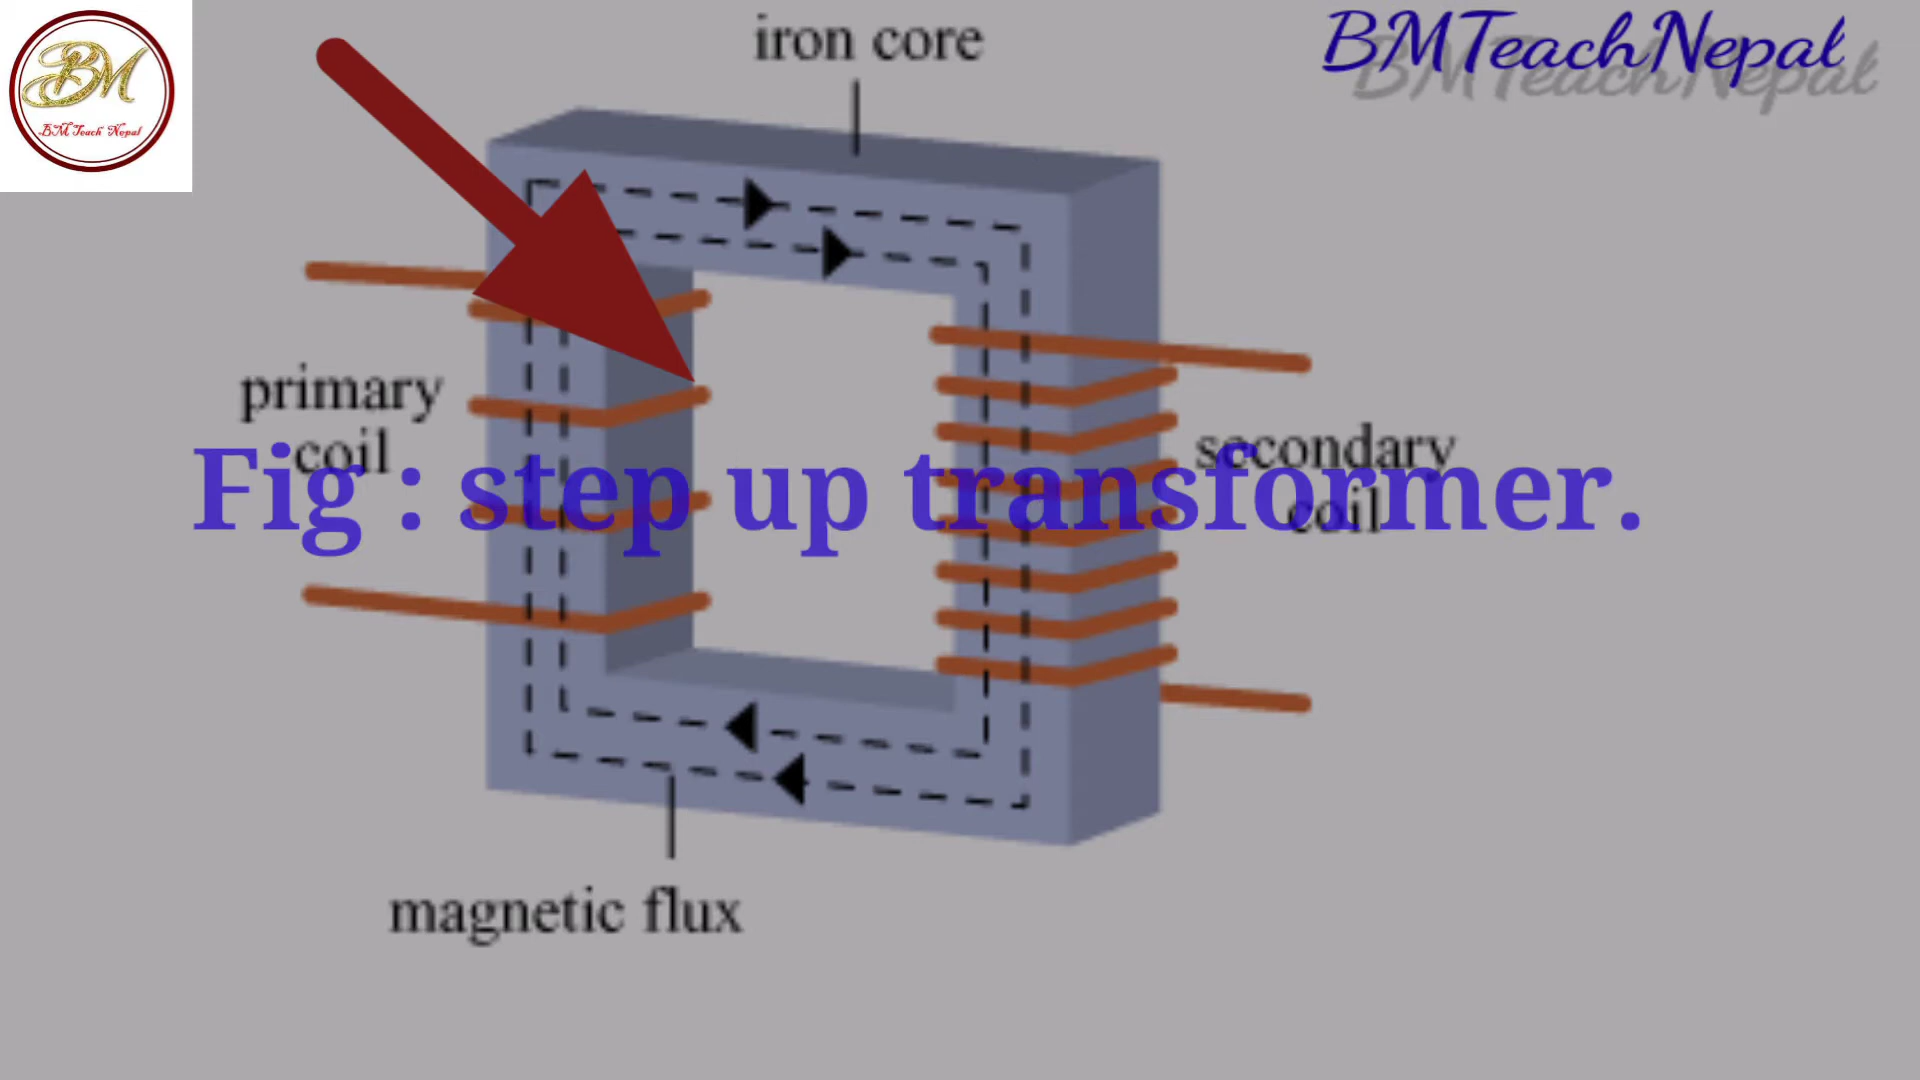 iron core
BMTeachNepal
BM
BM Teach Nepal
primary
coil
secondary
coil
Fig : step up transformer.
magnetic flux